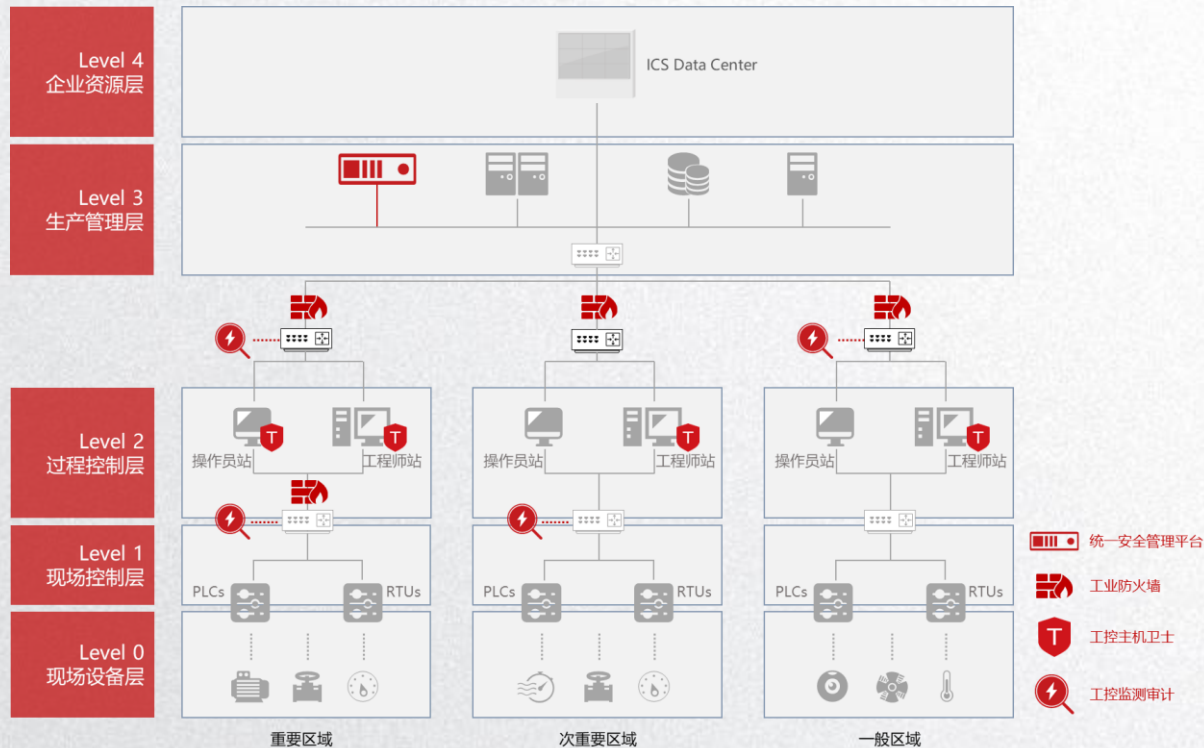 Level 4
企业资源层
ICS Data Center
Level 3
生产管理层
Level 2
过程控制层
T
T
操作员站
工程师站
T
操作员站
工程师站
T
操作员站
工程师站
Level 1
现场控制层
PLCs
RTUs
PLCs
RTUs
PLCs
RTUs
Level 0
现场设备层
重要区域
次重要区域
一般区域
统一安全管理平台
工业防火墙
T
工控主机卫士
工控监测审计